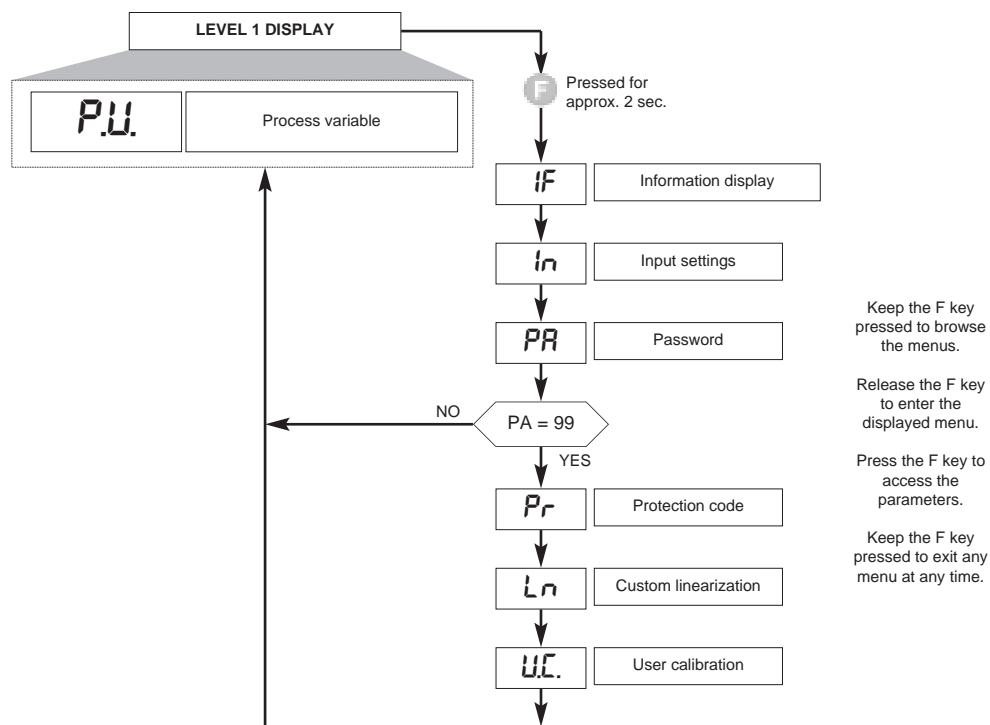 LEVEL 1 DISPLAY
F
Pressed for
approx. 2 sec.
P.U.
Process variable
IF
Information display
In
Input settings
PA
Password
Keep the F key
pressed to browse
the menus.
Release the F key
to enter the
displayed menu.
Press the F key to
access the
parameters.
Keep the F key
pressed to exit any
menu at any time.
NO
PA = 99
YES
Pr
Protection code
Ln
Custom linearization
U.C.
User calibration